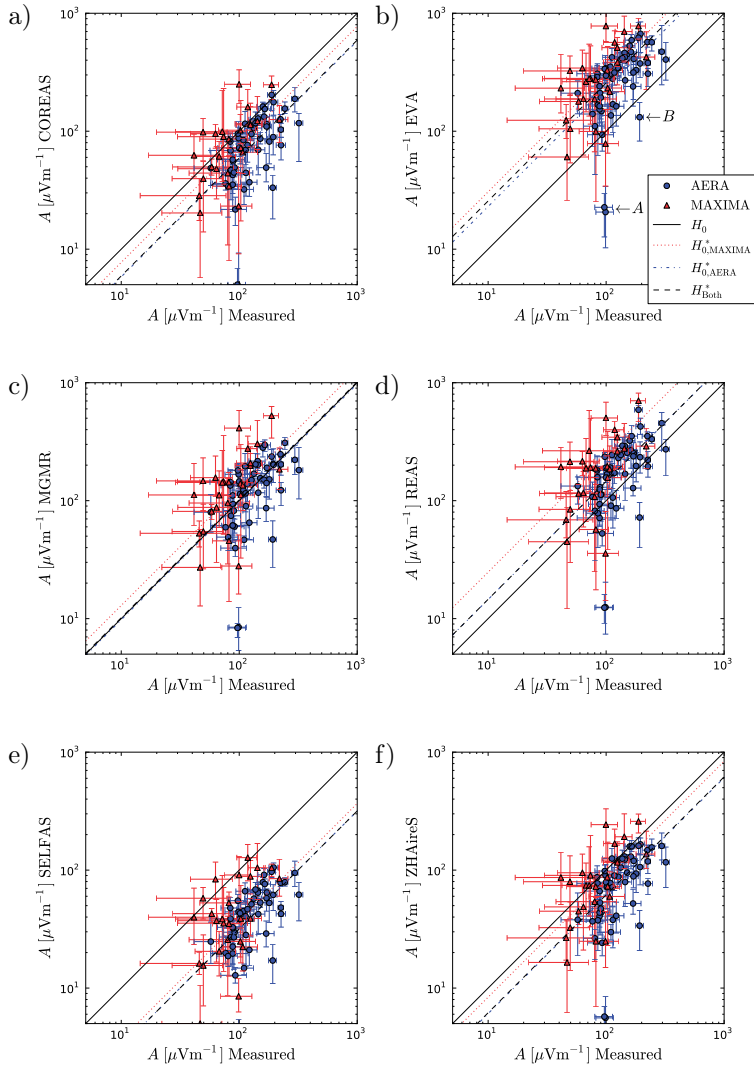 a)
10³
10²
10¹
A [μVm⁻¹] COREAS
10¹ 10² 10³
A [μVm⁻¹] Measured
b)
10³
10²
10¹
A [μVm⁻¹] EVA
←B
←A
10¹ 10² 10³
A [μVm⁻¹] Measured
AERA
MAXIMA
H₀
H*₀,MAXIMA
H*₀,AERA
H*Both
c)
10³
10²
10¹
A [μVm⁻¹] MGMR
10¹ 10² 10³
A [μVm⁻¹] Measured
d)
10³
10²
10¹
A [μVm⁻¹] REAS
10¹ 10² 10³
A [μVm⁻¹] Measured
e)
10³
10²
10¹
A [μVm⁻¹] SELFAS
10¹ 10² 10³
A [μVm⁻¹] Measured
f)
10³
10²
10¹
A [μVm⁻¹] ZHAireS
10¹ 10² 10³
A [μVm⁻¹] Measured